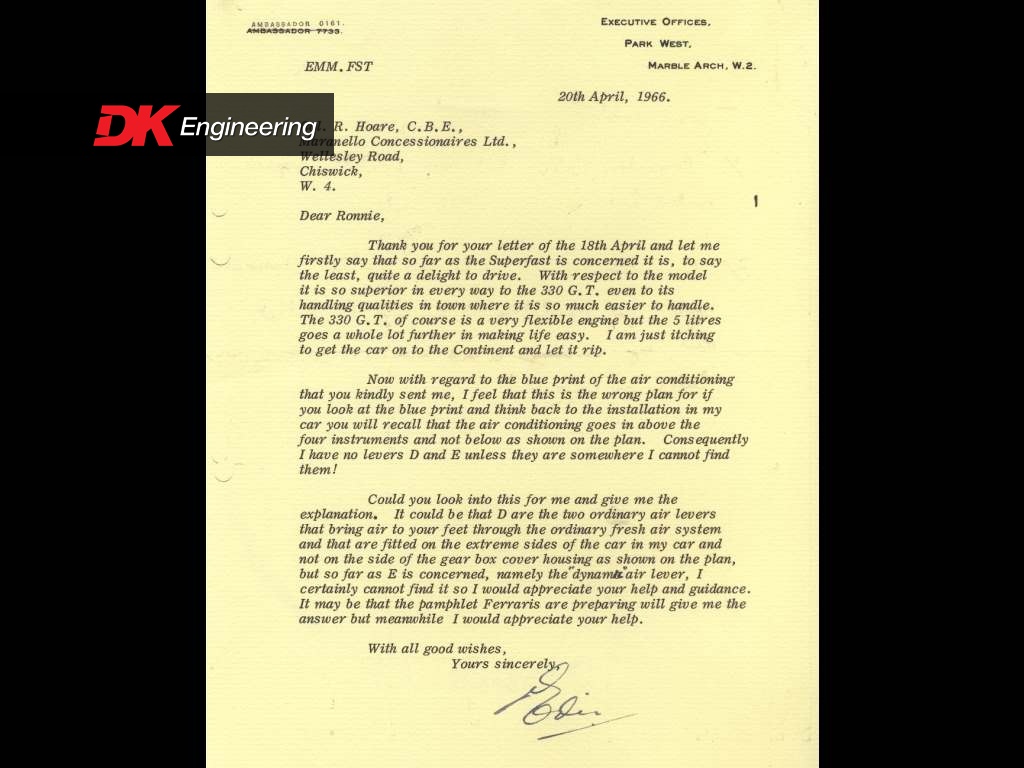 AMBASSADOR 0161.
AMBASSADOR 7733.
EXECUTIVE OFFICES,
PARK WEST,
MARBLE ARCH, W.2.
EMM.FST
20th April, 1966.
DK Engineering
R. Hoare, C.B.E.,
Maranello Concessionaires Ltd.,
Wellesley Road,
Chiswick,
W. 4.
1
Dear Ronnie,
Thank you for your letter of the 18th April and let me
firstly say that so far as the Superfast is concerned it is, to say
the least, quite a delight to drive. With respect to the model
it is so superior in every way to the 330 G.T. even to its
handling qualities in town where it is so much easier to handle.
The 330 G.T. of course is a very flexible engine but the 5 litres
goes a whole lot further in making life easy. I am just itching
to get the car on to the Continent and let it rip.
Now with regard to the blue print of the air conditioning
that you kindly sent me, I feel that this is the wrong plan for if
you look at the blue print and think back to the installation in my
car you will recall that the air conditioning goes in above the
four instruments and not below as shown on the plan. Consequently
I have no levers D and E unless they are somewhere I cannot find
them!
Could you look into this for me and give me the
explanation. It could be that D are the two ordinary air levers
that bring air to your feet through the ordinary fresh air system
and that are fitted on the extreme sides of the car in my car and
not on the side of the gear box cover housing as shown on the plan,
but so far as E is concerned, namely the "dynamic" air lever, I
certainly cannot find it so I would appreciate your help and guidance.
It may be that the pamphlet Ferraris are preparing will give me the
answer but meanwhile I would appreciate your help.
With all good wishes,
Yours sincerely,